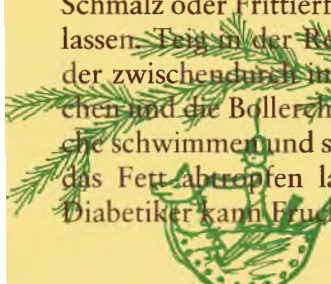 Schmalz oder Frittierf
lassen. Teig in der Re
der zwischendurch in
chen und die Bollerch
che schwimmen und s
das Fett abtropfen la
Diabetiker kann Fruc